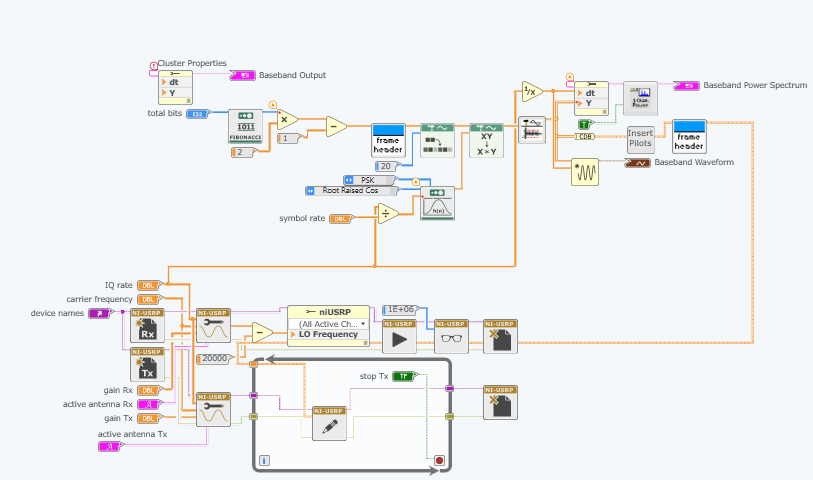 Cluster Properties
dt
Y
Baseband Output
total bits
I32
1011
FIBONACCI
2
×
1
−
frame
header
20
PSK
Root Raised Cos
symbol rate
DBL
÷
h(n)
XY
X*Y
1/x
dt
Y
T
CDB
Power
Baseband Power Spectrum
Insert
Pilots
frame
header
Baseband Waveform
IQ rate
DBL
carrier frequency
DBL
device names
NI-USRP
Rx
NI-USRP
Tx
NI-USRP
−
20000
niUSRP
(All Active Ch...
LO Frequency
1E+06
NI-USRP
NI-USRP
NI-USRP
gain Rx
DBL
active antenna Rx
gain Tx
DBL
active antenna Tx
NI-USRP
stop Tx
TF
NI-USRP
NI-USRP
i